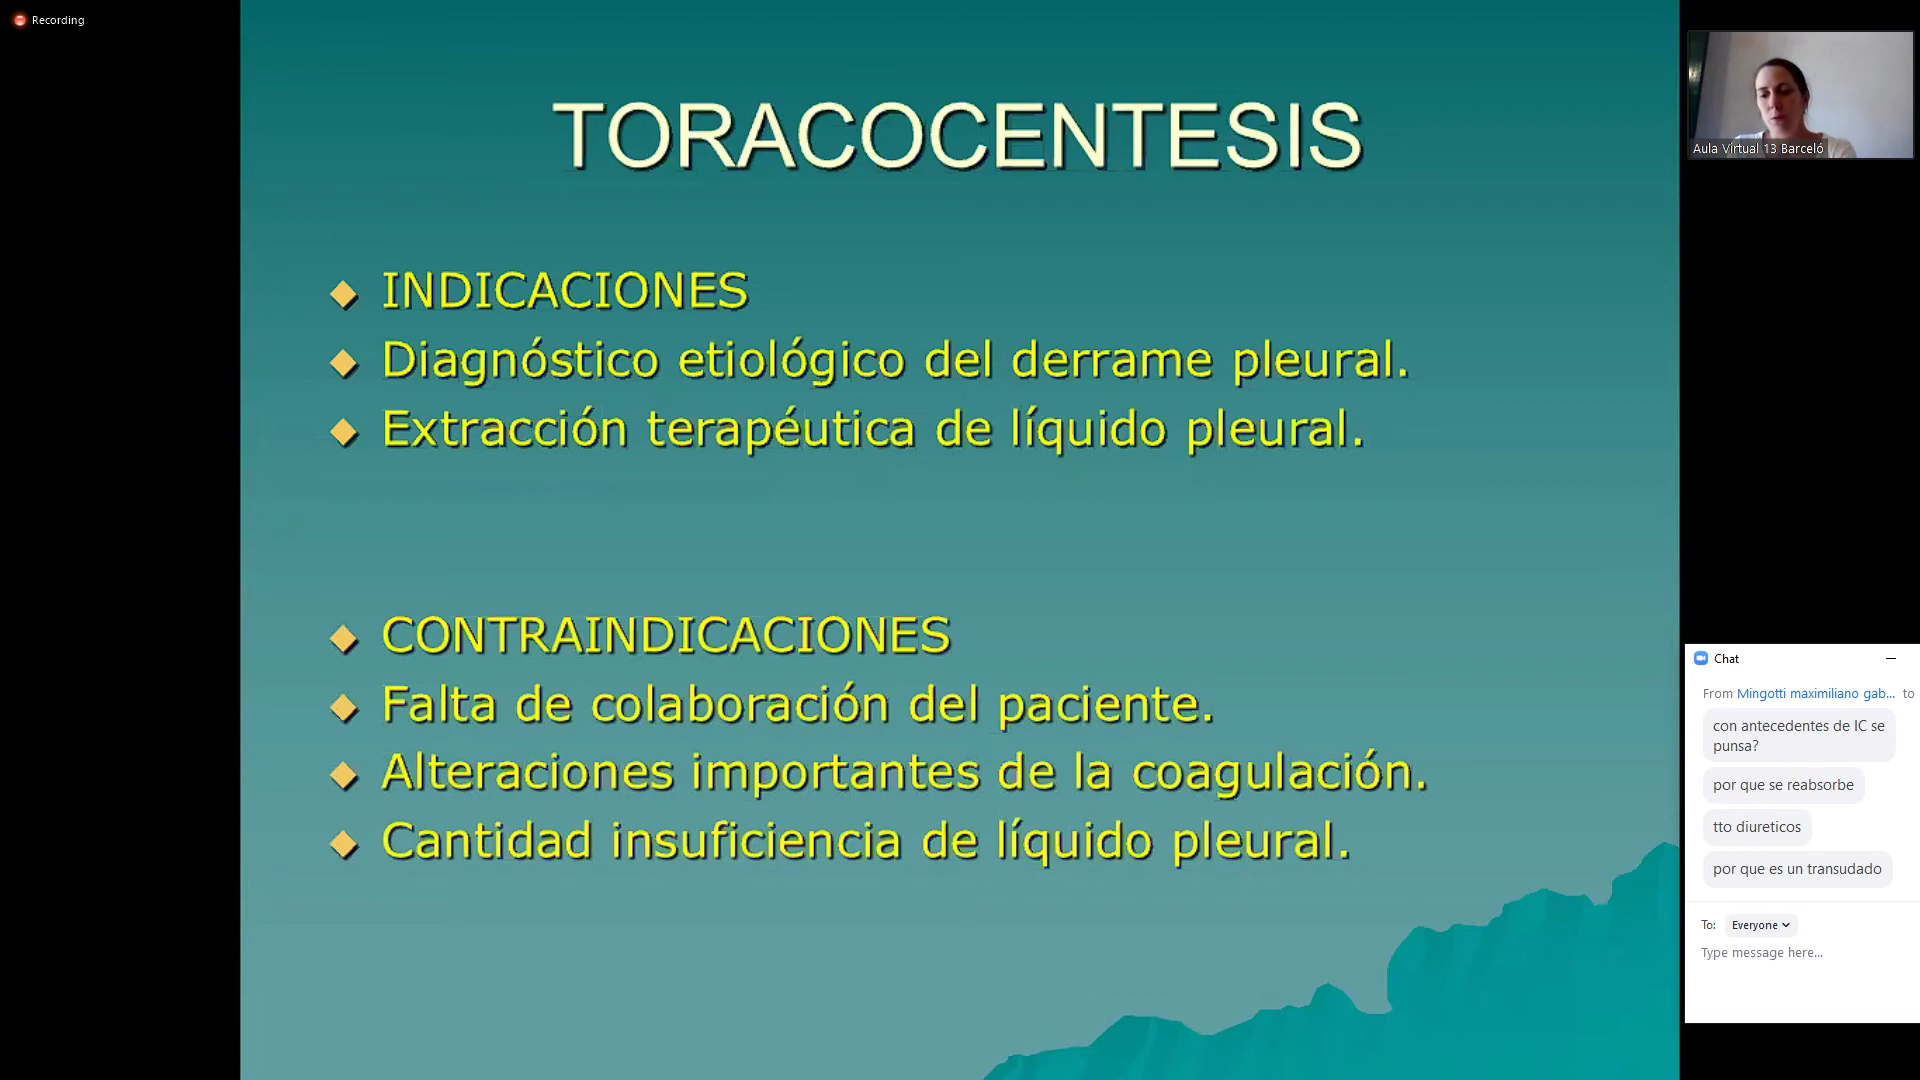 Recording
TORACOCENTESIS
INDICACIONES
Diagnóstico etiológico del derrame pleural.
Extracción terapéutica de líquido pleural.
CONTRAINDICACIONES
Falta de colaboración del paciente.
Alteraciones importantes de la coagulación.
Cantidad insuficiencia de líquido pleural.
Aula Virtual 13 Barceló
Chat
From Mingotti maximiliano gab... to
con antecedentes de IC se
punsa?
por que se reabsorbe
tto diureticos
por que es un transudado
To: Everyone
Type message here...